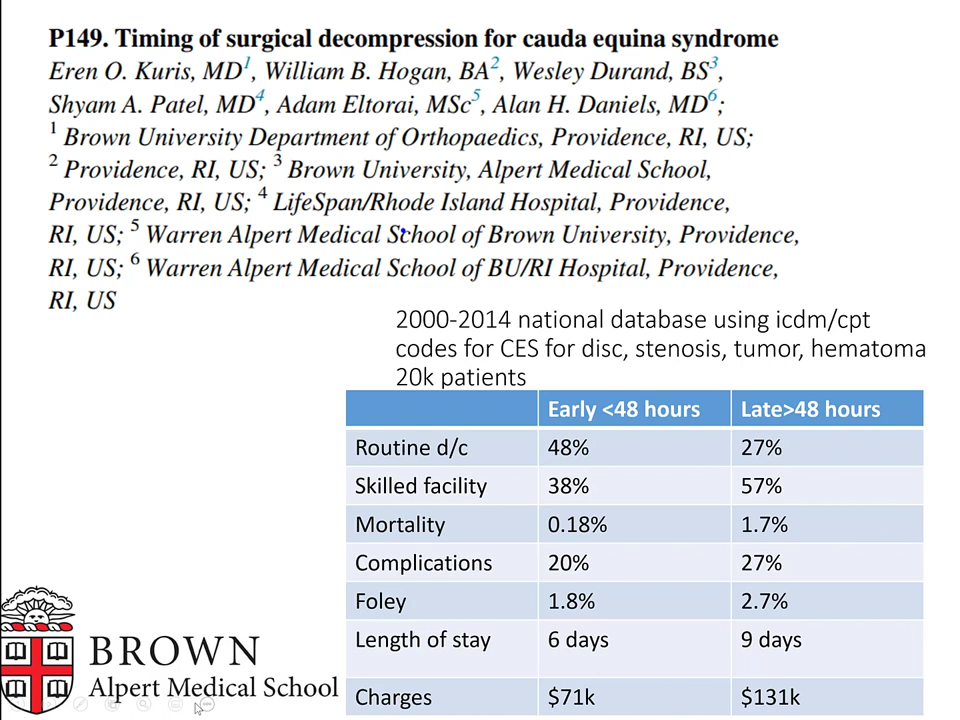 P149. Timing of surgical decompression for cauda equina syndrome
Eren O. Kuris, MD1, William B. Hogan, BA2, Wesley Durand, BS3,
Shyam A. Patel, MD4, Adam Eltorai, MSc5, Alan H. Daniels, MD6;
1 Brown University Department of Orthopaedics, Providence, RI, US;
2 Providence, RI, US; 3 Brown University, Alpert Medical School,
Providence, RI, US; 4 LifeSpan/Rhode Island Hospital, Providence,
RI, US; 5 Warren Alpert Medical School of Brown University, Providence,
RI, US; 6 Warren Alpert Medical School of BU/RI Hospital, Providence,
RI, US
2000-2014 national database using icdm/cpt
codes for CES for disc, stenosis, tumor, hematoma
20k patients
Early <48 hours Late>48 hours
Routine d/c 48% 27%
Skilled facility 38% 57%
Mortality 0.18% 1.7%
Complications 20% 27%
Foley 1.8% 2.7%
Length of stay 6 days 9 days
Charges $71k $131k
BROWN
Alpert Medical School